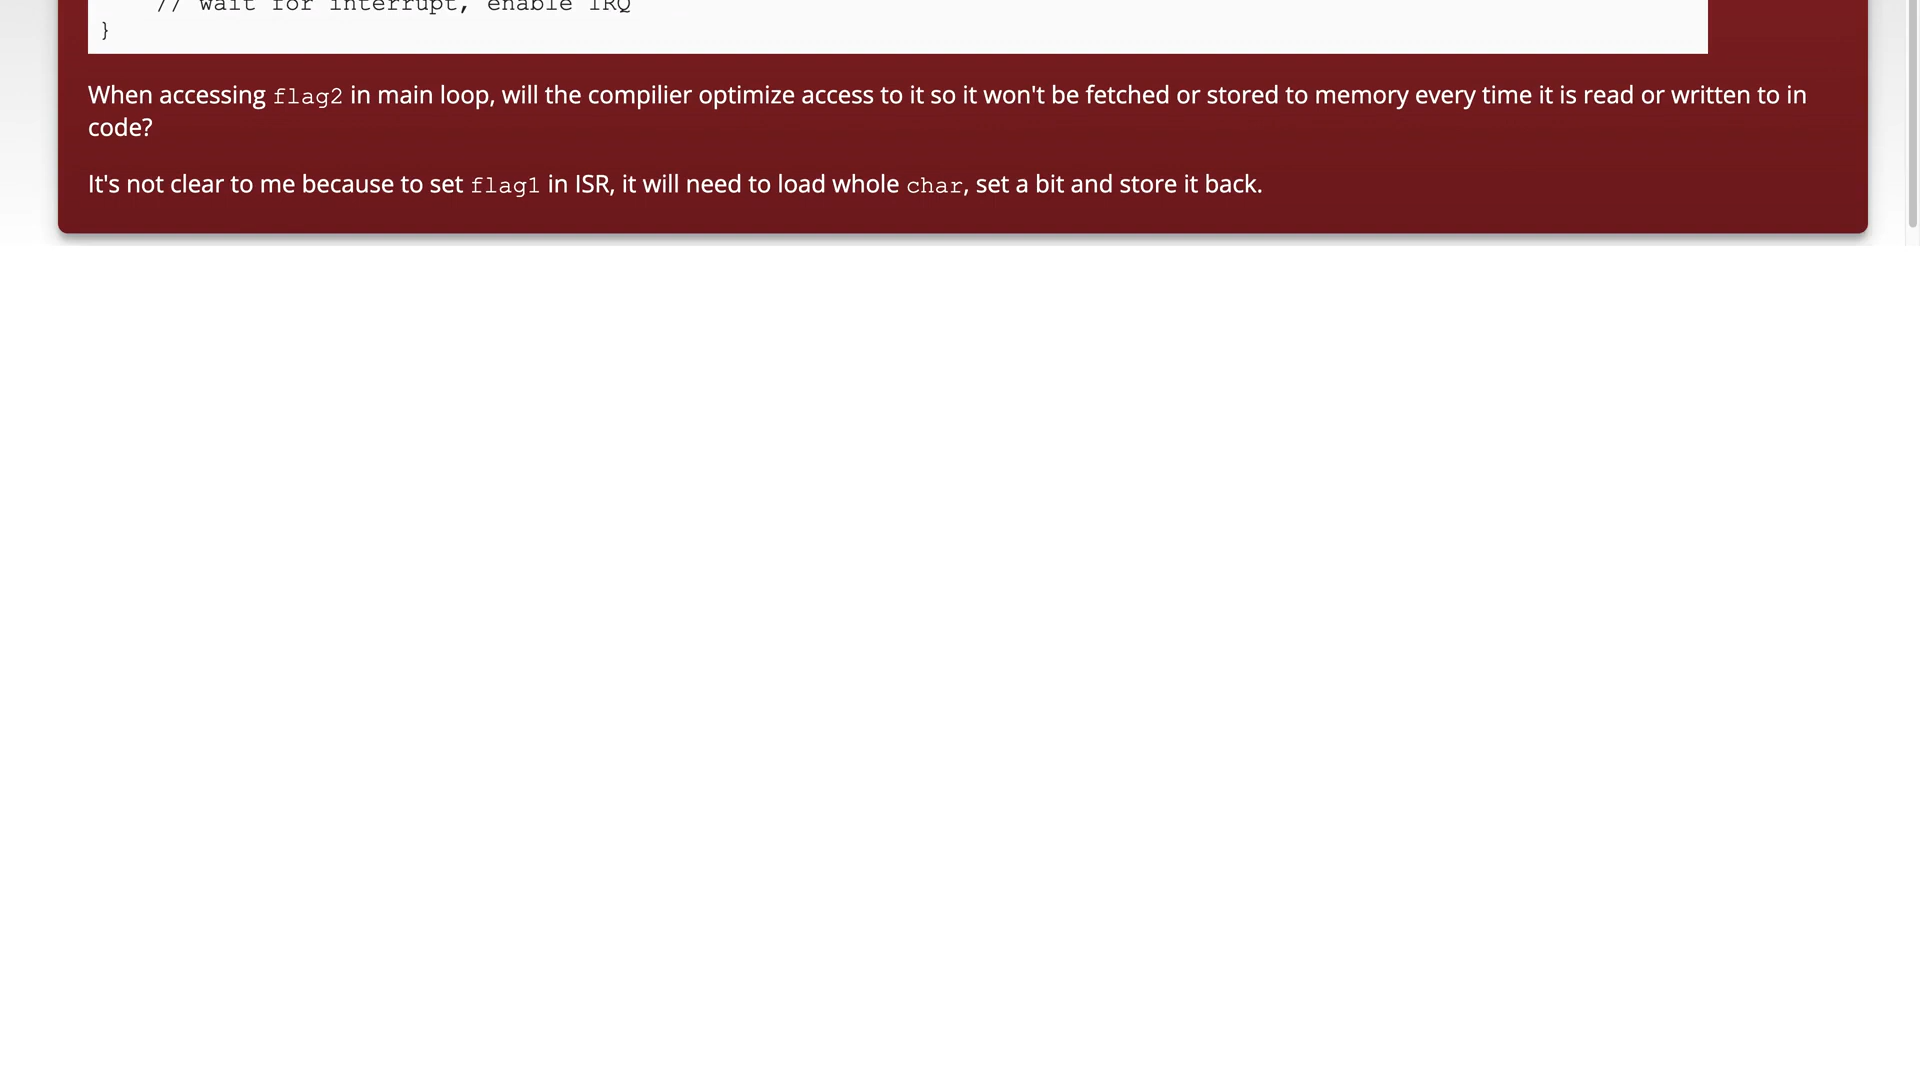 // wait for interrupt, enable IRQ
}
When accessing flag2 in main loop, will the compilier optimize access to it so it won't be fetched or stored to memory every time it is read or written to in
code?
It's not clear to me because to set flag1 in ISR, it will need to load whole char, set a bit and store it back.